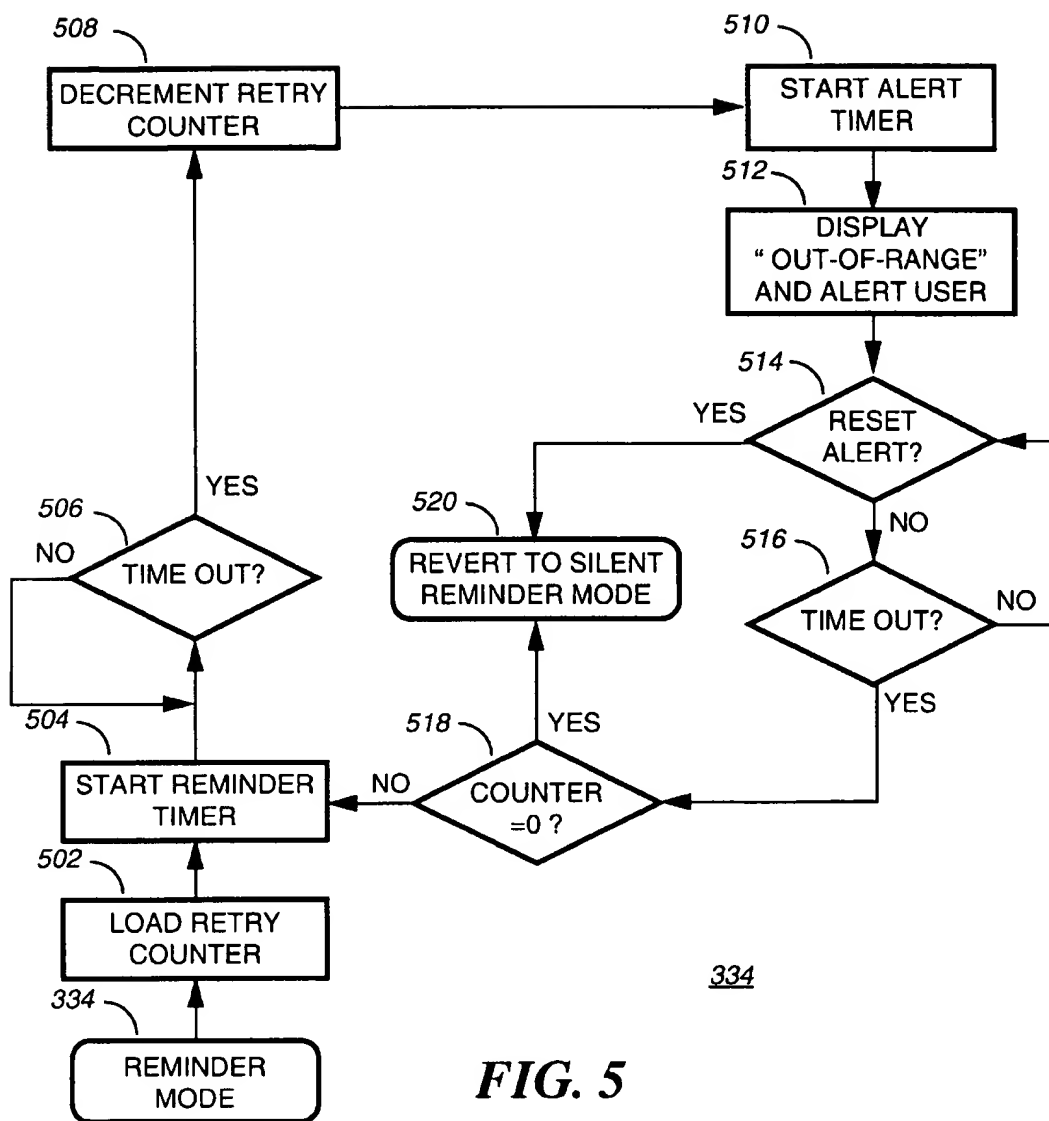 508
DECREMENT RETRY
COUNTER
510
START ALERT
TIMER
512
DISPLAY
“ OUT-OF-RANGE”
AND ALERT USER
514
YES
RESET
ALERT?
NO
516
TIME OUT?
NO
YES
506
YES
NO
TIME OUT?
520
REVERT TO SILENT
REMINDER MODE
YES
518
COUNTER
=0 ?
NO
504
START REMINDER
TIMER
502
LOAD RETRY
COUNTER
334
REMINDER
MODE
334
FIG. 5